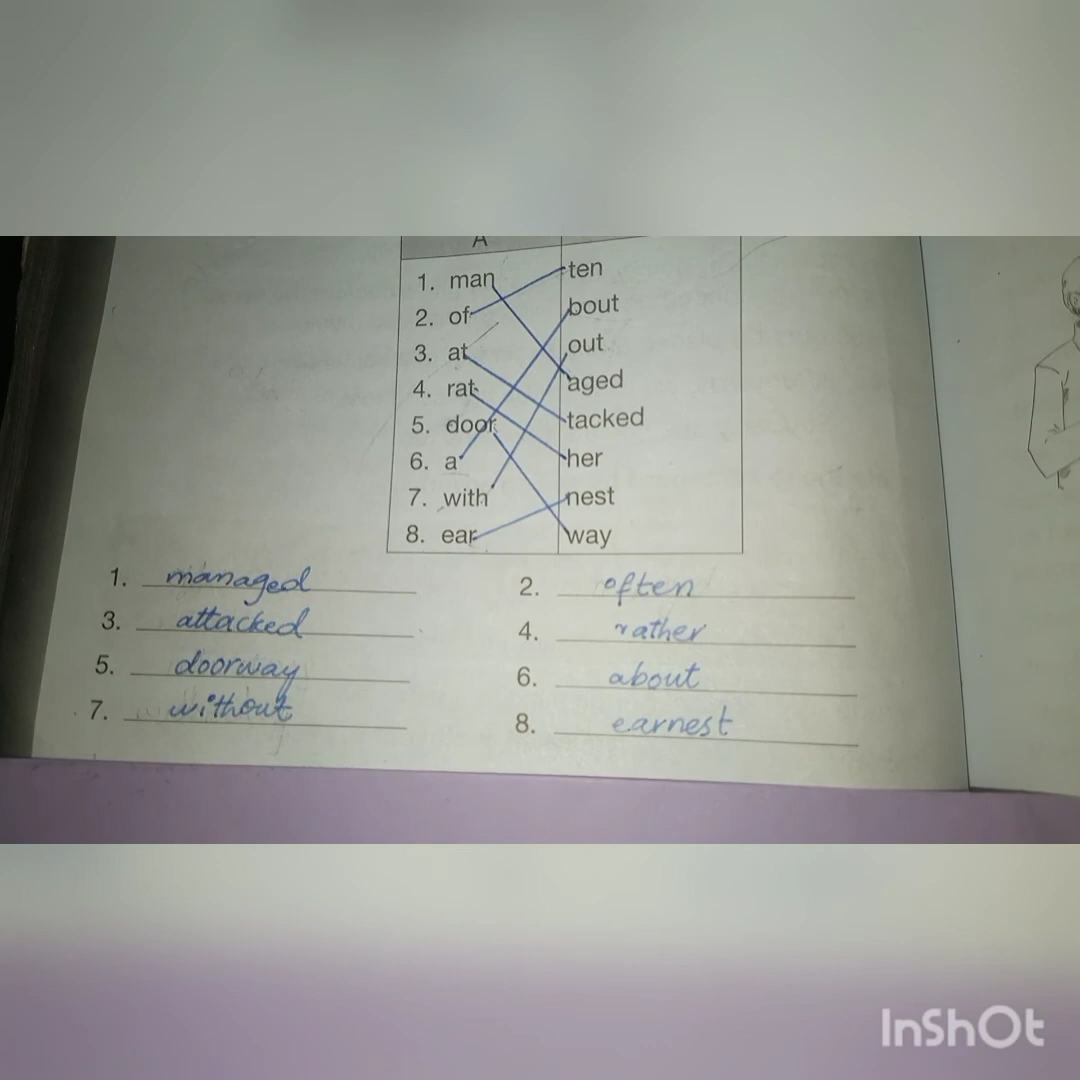 A
1. man ten
2. of bout
3. at out
4. rat aged
5. door tacked
6. a her
7. with nest
8. ear way
1. managed 2. often
3. attacked 4. rather
5. doorway 6. about
7. without 8. earnest
InShOt